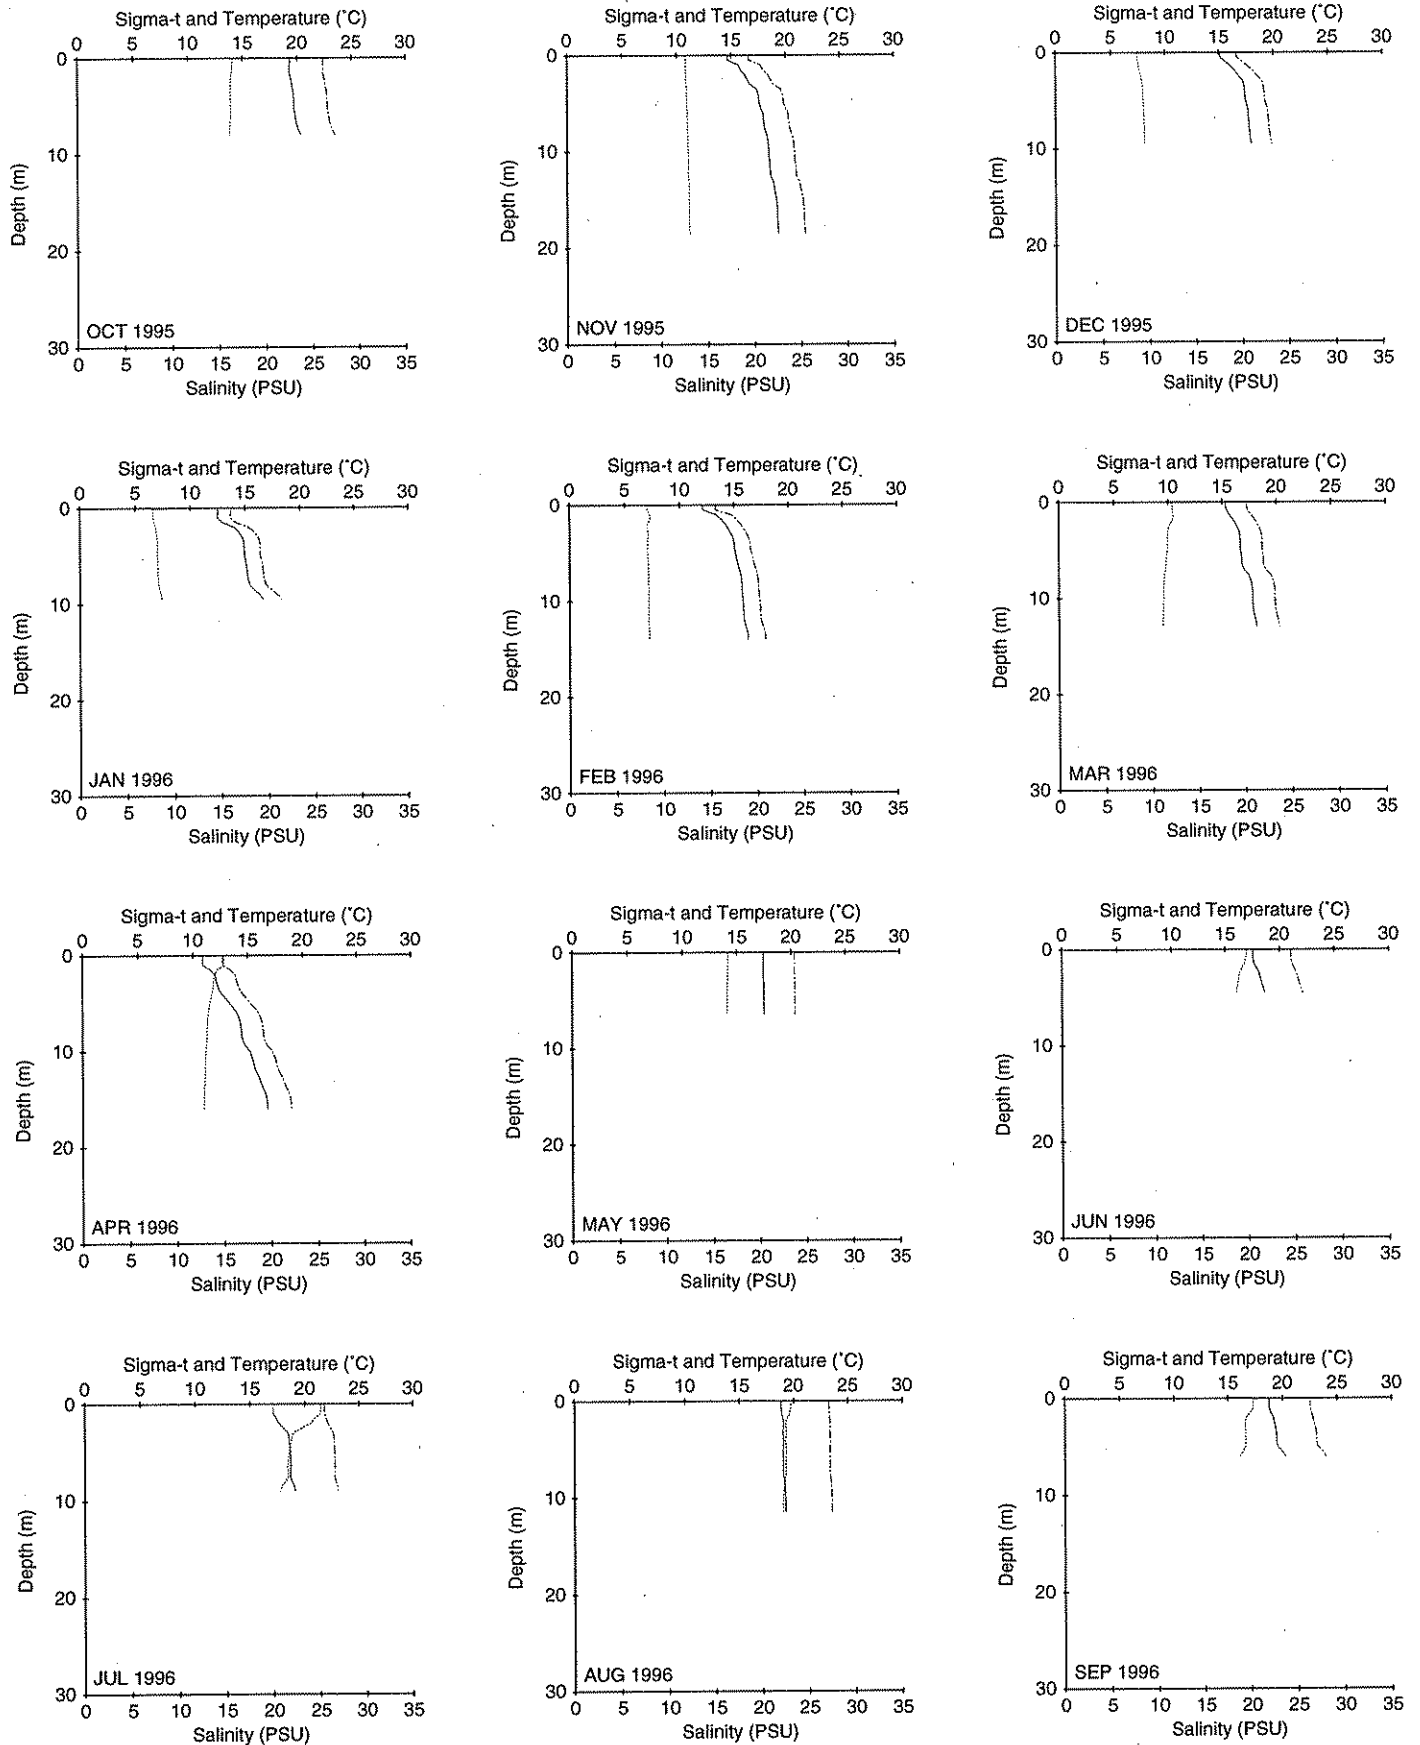 Sigma-t and Temperature (˚C)
0 5 10 15 20 25 30
0
10
20
30
Depth (m)
OCT 1995
0 5 10 15 20 25 30 35
Salinity (PSU)
Sigma-t and Temperature (˚C)
0 5 10 15 20 25 30
0
10
20
30
Depth (m)
NOV 1995
0 5 10 15 20 25 30 35
Salinity (PSU)
Sigma-t and Temperature (˚C)
0 5 10 15 20 25 30
0
10
20
30
Depth (m)
DEC 1995
0 5 10 15 20 25 30 35
Salinity (PSU)
Sigma-t and Temperature (˚C)
0 5 10 15 20 25 30
0
10
20
30
Depth (m)
JAN 1996
0 5 10 15 20 25 30 35
Salinity (PSU)
Sigma-t and Temperature (˚C)
0 5 10 15 20 25 30
0
10
20
30
Depth (m)
FEB 1996
0 5 10 15 20 25 30 35
Salinity (PSU)
Sigma-t and Temperature (˚C)
0 5 10 15 20 25 30
0
10
20
30
Depth (m)
MAR 1996
0 5 10 15 20 25 30 35
Salinity (PSU)
Sigma-t and Temperature (˚C)
0 5 10 15 20 25 30
0
10
20
30
Depth (m)
APR 1996
0 5 10 15 20 25 30 35
Salinity (PSU)
Sigma-t and Temperature (˚C)
0 5 10 15 20 25 30
0
10
20
30
Depth (m)
MAY 1996
0 5 10 15 20 25 30 35
Salinity (PSU)
Sigma-t and Temperature (˚C)
0 5 10 15 20 25 30
0
10
20
30
Depth (m)
JUN 1996
0 5 10 15 20 25 30 35
Salinity (PSU)
Sigma-t and Temperature (˚C)
0 5 10 15 20 25 30
0
10
20
30
Depth (m)
JUL 1996
0 5 10 15 20 25 30 35
Salinity (PSU)
Sigma-t and Temperature (˚C)
0 5 10 15 20 25 30
0
10
20
30
Depth (m)
AUG 1996
0 5 10 15 20 25 30 35
Salinity (PSU)
Sigma-t and Temperature (˚C)
0 5 10 15 20 25 30
0
10
20
30
Depth (m)
SEP 1996
0 5 10 15 20 25 30 35
Salinity (PSU)